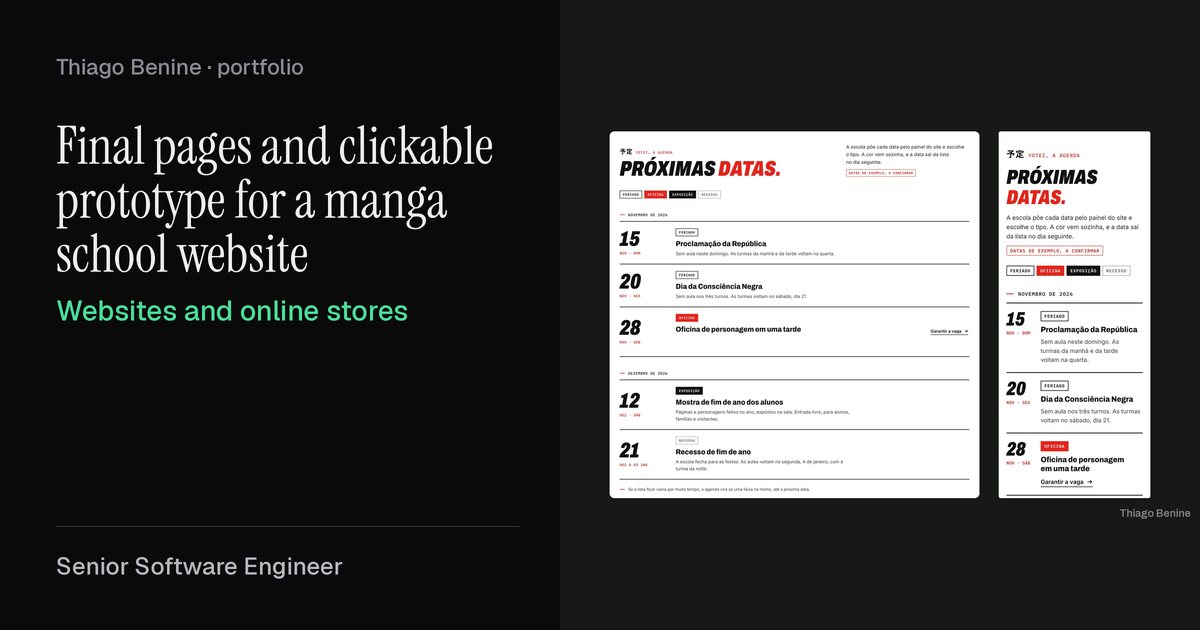 Thiago Benine · portfolio
Final pages and clickable
prototype for a manga
school website
Websites and online stores
Senior Software Engineer
予定 YOTEI, A AGENDA
PRÓXIMAS DATAS.
A escola põe cada data pelo painel do site e escolhe
o tipo. A cor vem sozinha, e a data sai da lista
no dia seguinte.
DATAS DE EXEMPLO, A CONFIRMAR
FERIADO OFICINA EXPOSIÇÃO RECESSO
— NOVEMBRO DE 2026
15
NOV · DOM
FERIADO
Proclamação da República
Sem aula neste domingo. As turmas da manhã e da tarde voltam na quarta.
20
NOV · SEX
FERIADO
Dia da Consciência Negra
Sem aula nos três turnos. As turmas voltam no sábado, dia 21.
28
NOV · SÁB
OFICINA
Oficina de personagem em uma tarde
Garantir a vaga →
— DEZEMBRO DE 2026
12
DEZ · SÁB
EXPOSIÇÃO
Mostra de fim de ano dos alunos
Páginas e personagens feitos no ano, expostos na sala. Entrada livre, para alunos,
famílias e visitantes.
21
DEZ A 03 JAN
RECESSO
Recesso de fim de ano
A escola fecha para as festas. As aulas voltam na segunda, 4 de janeiro, com a
turma da noite.
— Se a lista ficar vazia por muito tempo, a agenda vira só uma faixa na Home, até a próxima data.
予定 YOTEI, A AGENDA
PRÓXIMAS
DATAS.
A escola põe cada data pelo painel do site e
escolhe o tipo. A cor vem sozinha, e a data sai
da lista no dia seguinte.
DATAS DE EXEMPLO, A CONFIRMAR
FERIADO OFICINA EXPOSIÇÃO RECESSO
— NOVEMBRO DE 2026
15
NOV · DOM
FERIADO
Proclamação da República
Sem aula neste domingo. As
turmas da manhã e da tarde
voltam na quarta.
20
NOV · SEX
FERIADO
Dia da Consciência Negra
Sem aula nos três turnos. As turmas
voltam no sábado, dia 21.
28
NOV · SÁB
OFICINA
Oficina de personagem
em uma tarde
Garantir a vaga →
Thiago Benine